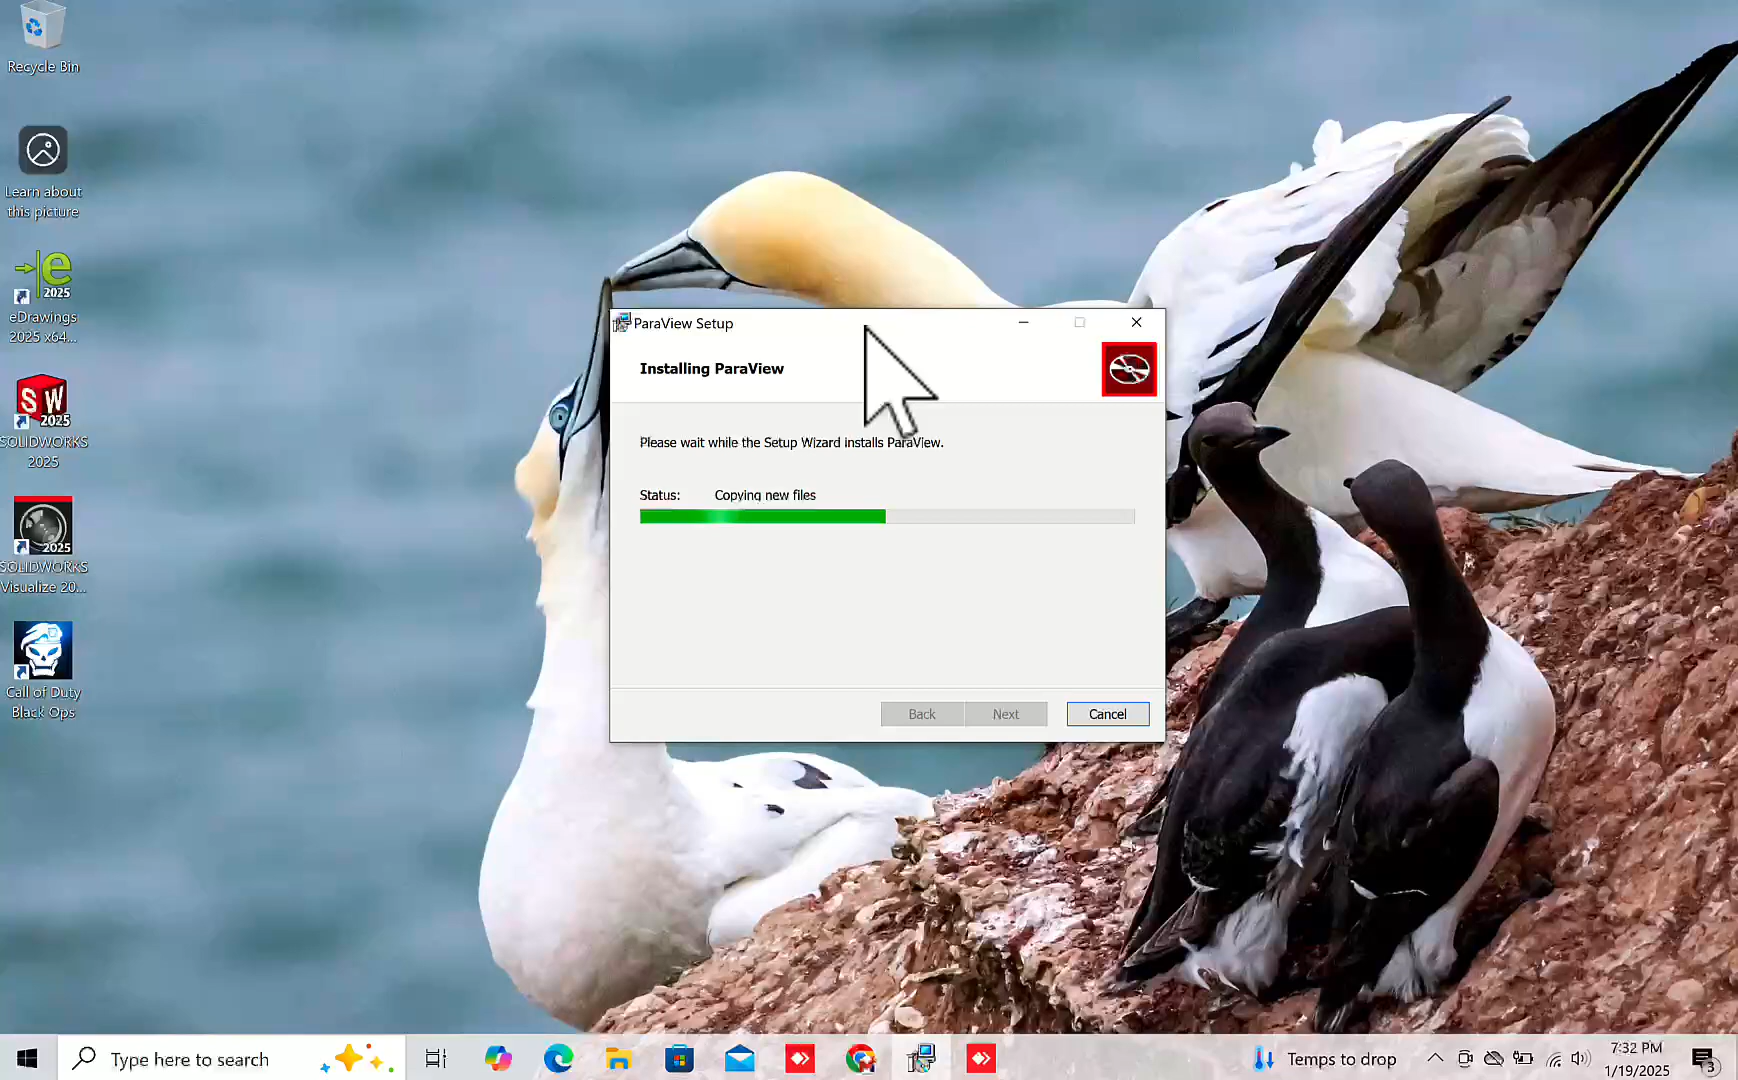 Recycle Bin
Learn about
this picture
2025
eDrawings
2025 x64...
SW
2025
SOLIDWORKS
2025
2025
SOLIDWORKS
Visualize 20...
Call of Duty
Black Ops
ParaView Setup
Installing ParaView
Please wait while the Setup Wizard installs ParaView.
Status: Copying new files
Back Next Cancel
Type here to search
Temps to drop
7:32 PM
1/19/2025
3